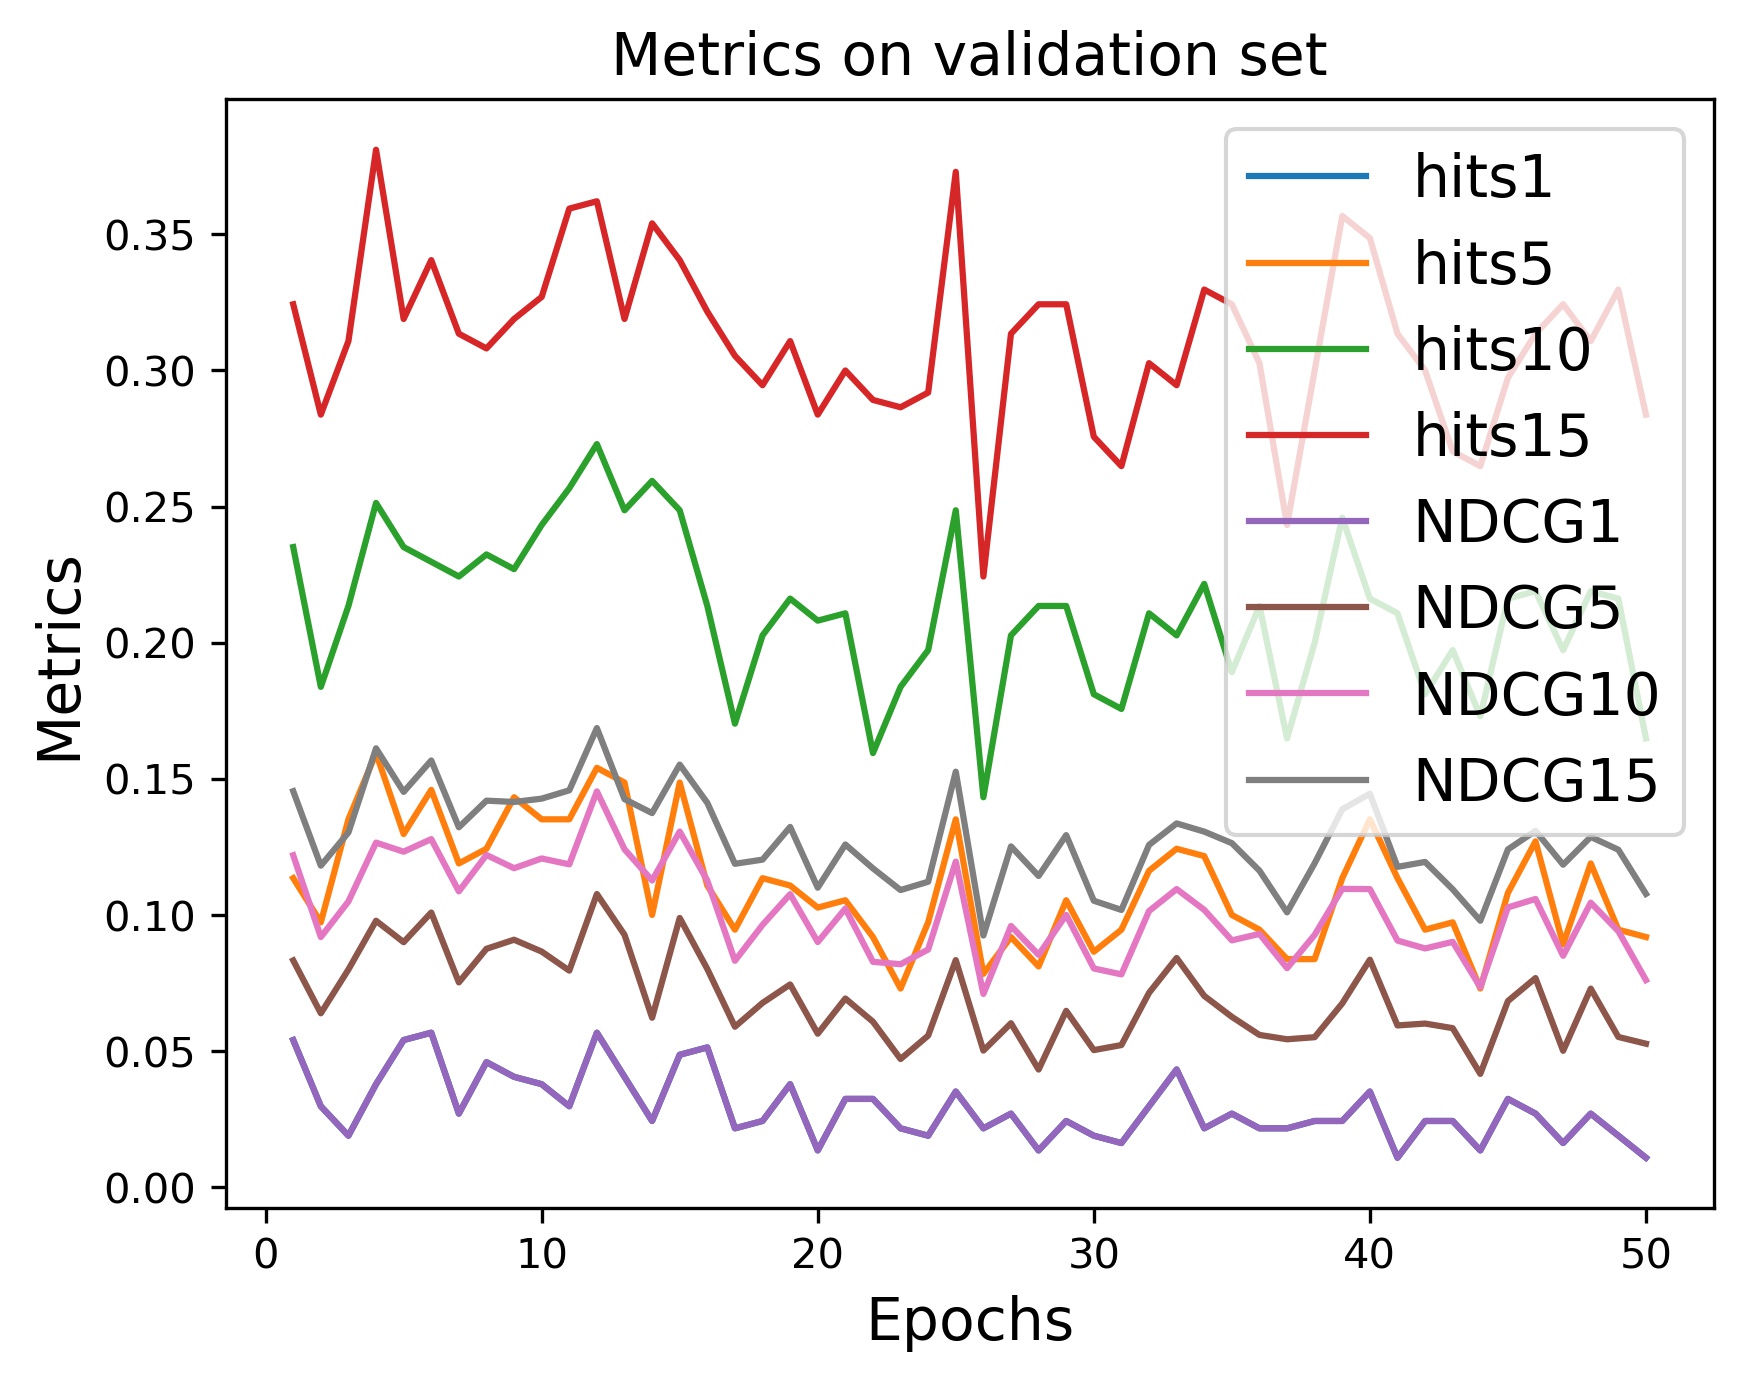 Metrics on validation set
hits1
hits5
hits10
hits15
NDCG1
NDCG5
NDCG10
NDCG15
Metrics
0.35
0.30
0.25
0.20
0.15
0.10
0.05
0.00
0
10
20
30
40
50
Epochs